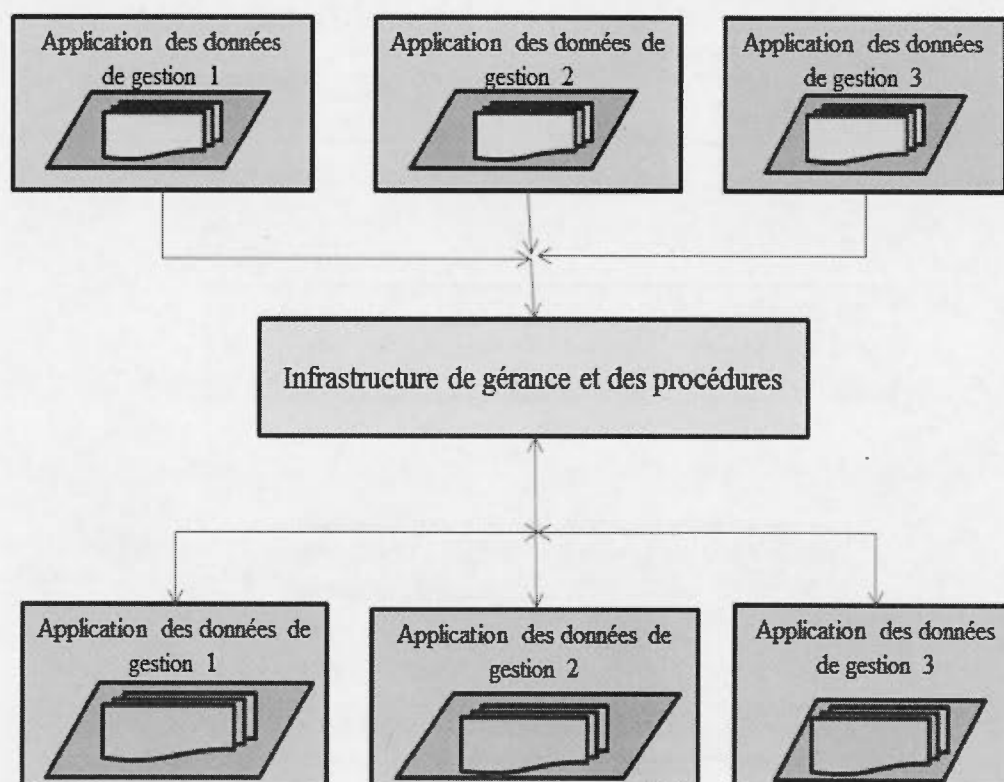 Application des données
de gestion 1
Application des données de
gestion 2
Application des données
de gestion 3
Infrastructure de gérance et des procédures
Application des données de
gestion 1
Application des données de
gestion 2
Application des données
de gestion 3